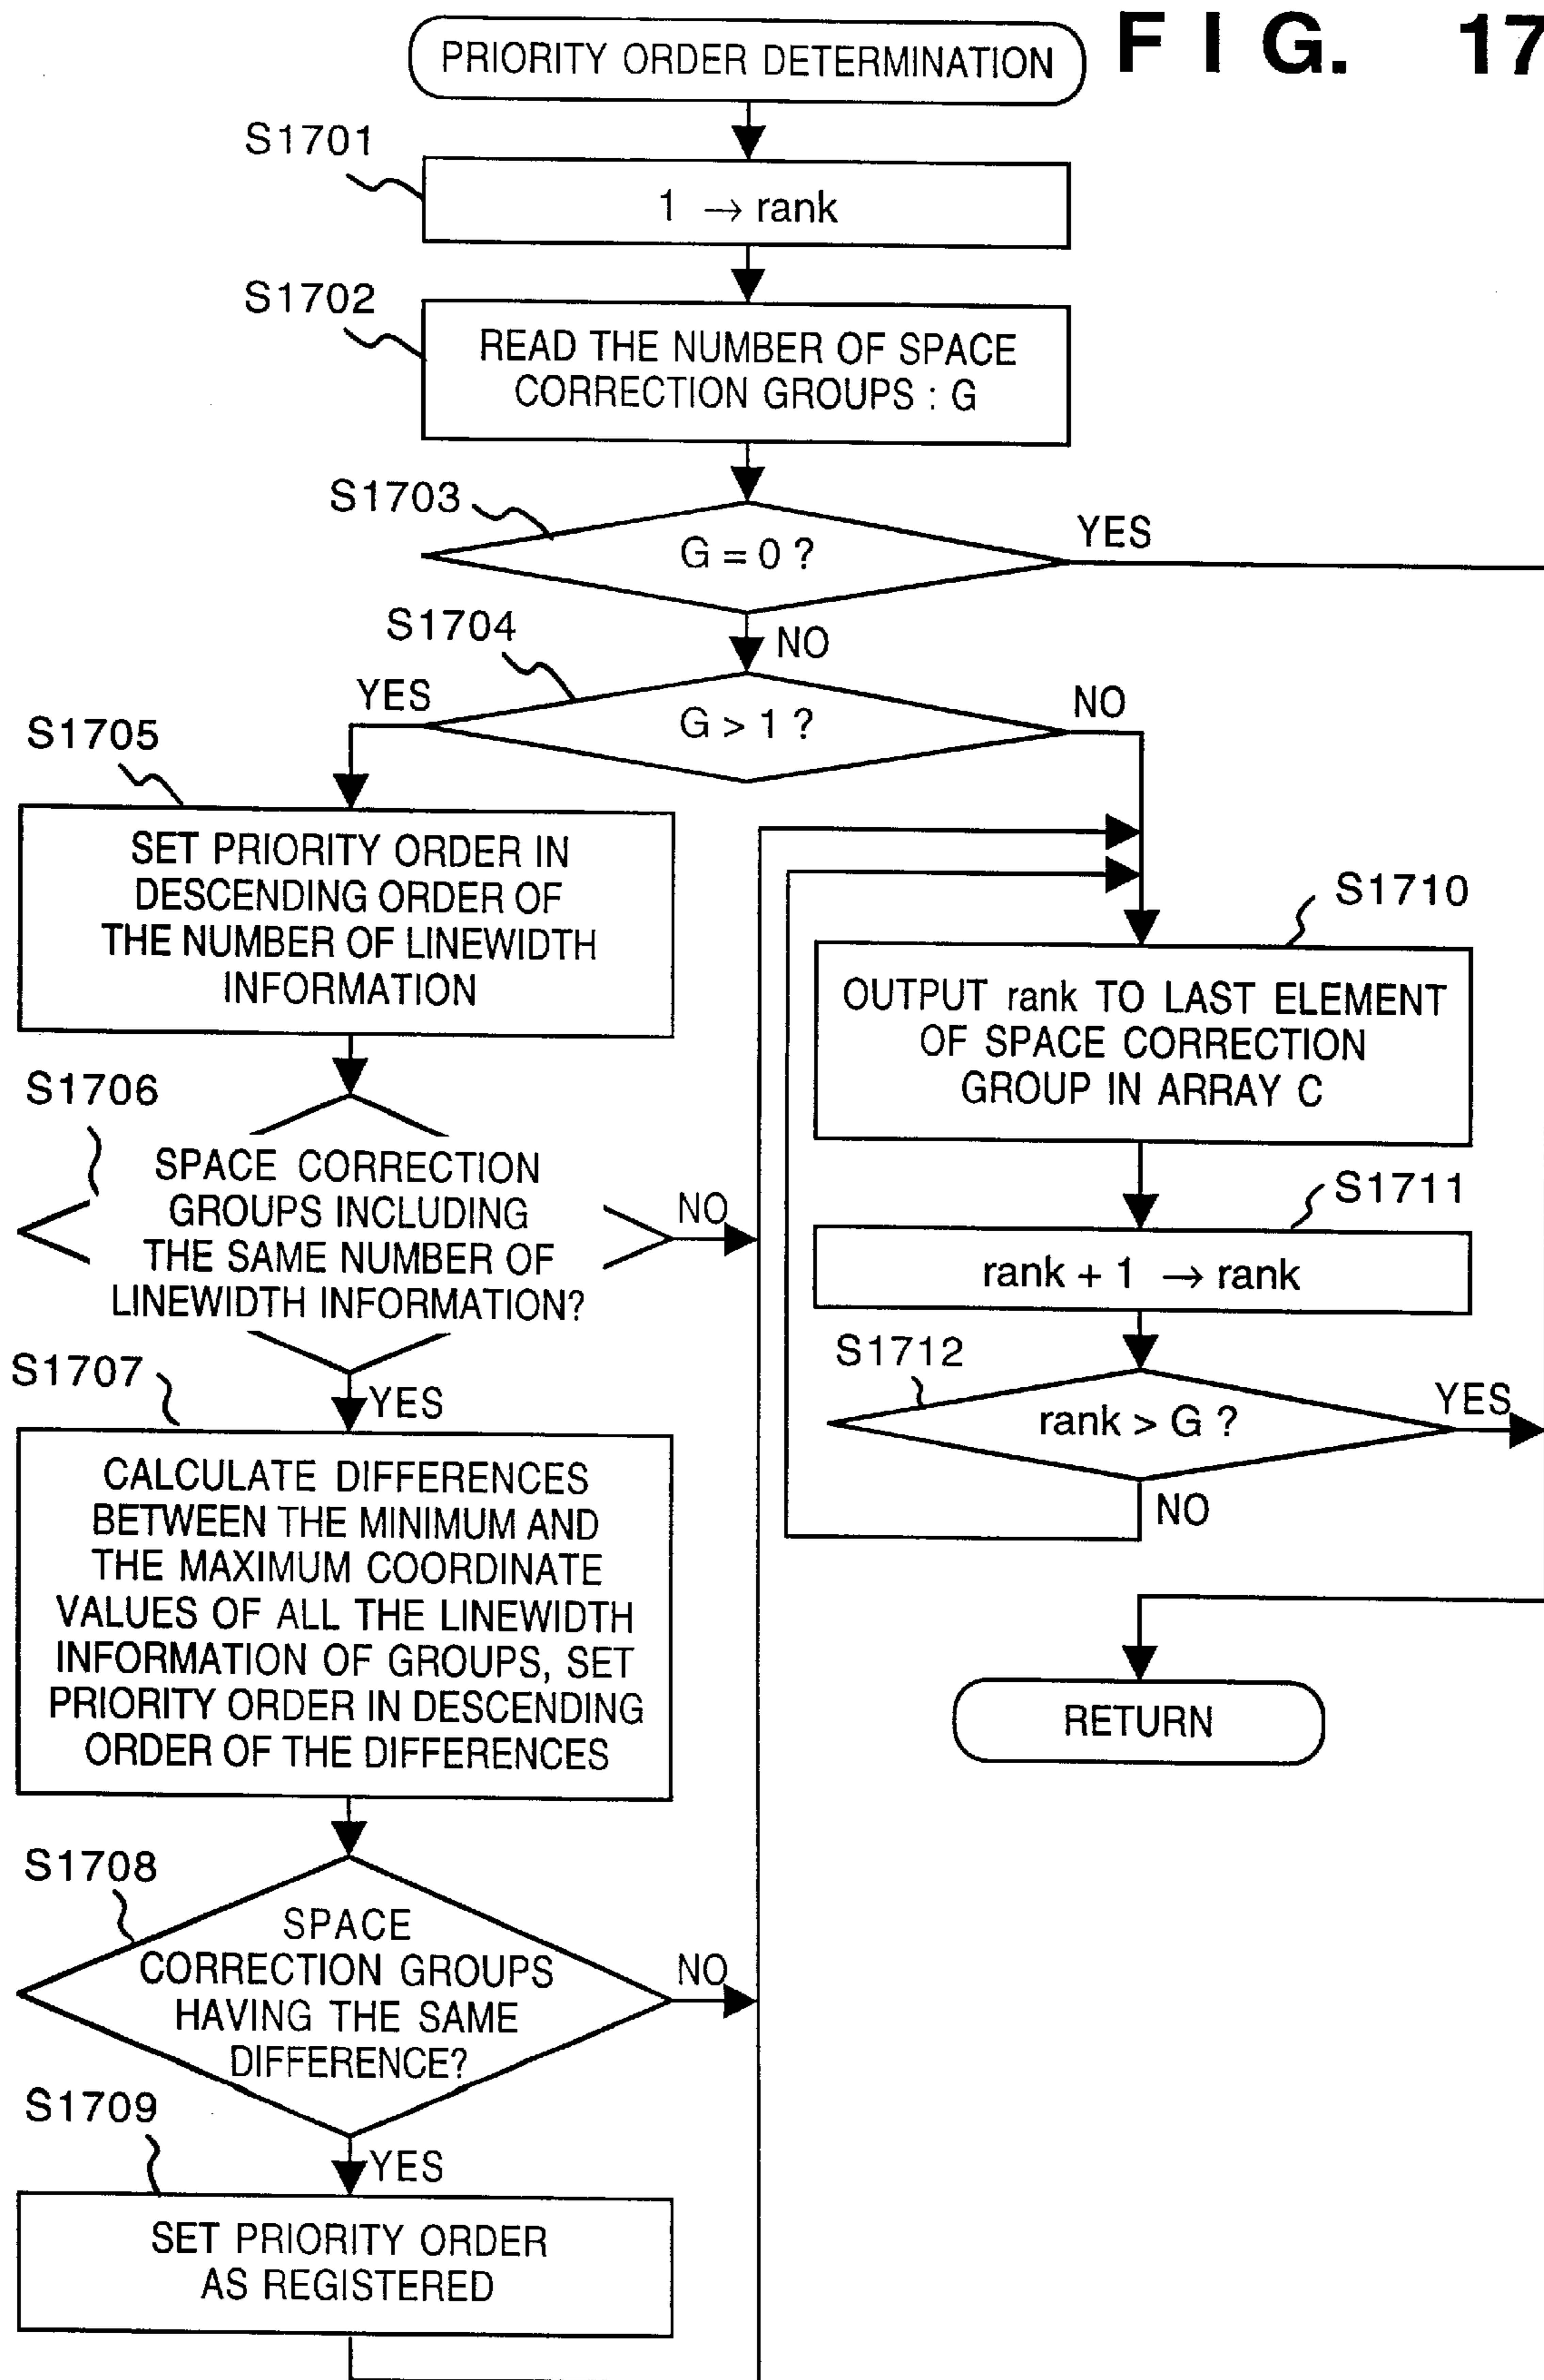 FIG. 17
PRIORITY ORDER DETERMINATION
S1701
1 → rank
S1702
READ THE NUMBER OF SPACE
CORRECTION GROUPS : G
S1703
G = 0 ?
YES
NO
S1704
G > 1 ?
YES
NO
S1705
SET PRIORITY ORDER IN
DESCENDING ORDER OF
THE NUMBER OF LINEWIDTH
INFORMATION
S1706
SPACE CORRECTION
GROUPS INCLUDING
THE SAME NUMBER OF
LINEWIDTH INFORMATION?
NO
YES
S1707
CALCULATE DIFFERENCES
BETWEEN THE MINIMUM AND
THE MAXIMUM COORDINATE
VALUES OF ALL THE LINEWIDTH
INFORMATION OF GROUPS, SET
PRIORITY ORDER IN DESCENDING
ORDER OF THE DIFFERENCES
S1708
SPACE
CORRECTION GROUPS
HAVING THE SAME
DIFFERENCE?
NO
YES
S1709
SET PRIORITY ORDER
AS REGISTERED
S1710
OUTPUT rank TO LAST ELEMENT
OF SPACE CORRECTION
GROUP IN ARRAY C
S1711
rank + 1 → rank
S1712
rank > G ?
YES
NO
RETURN